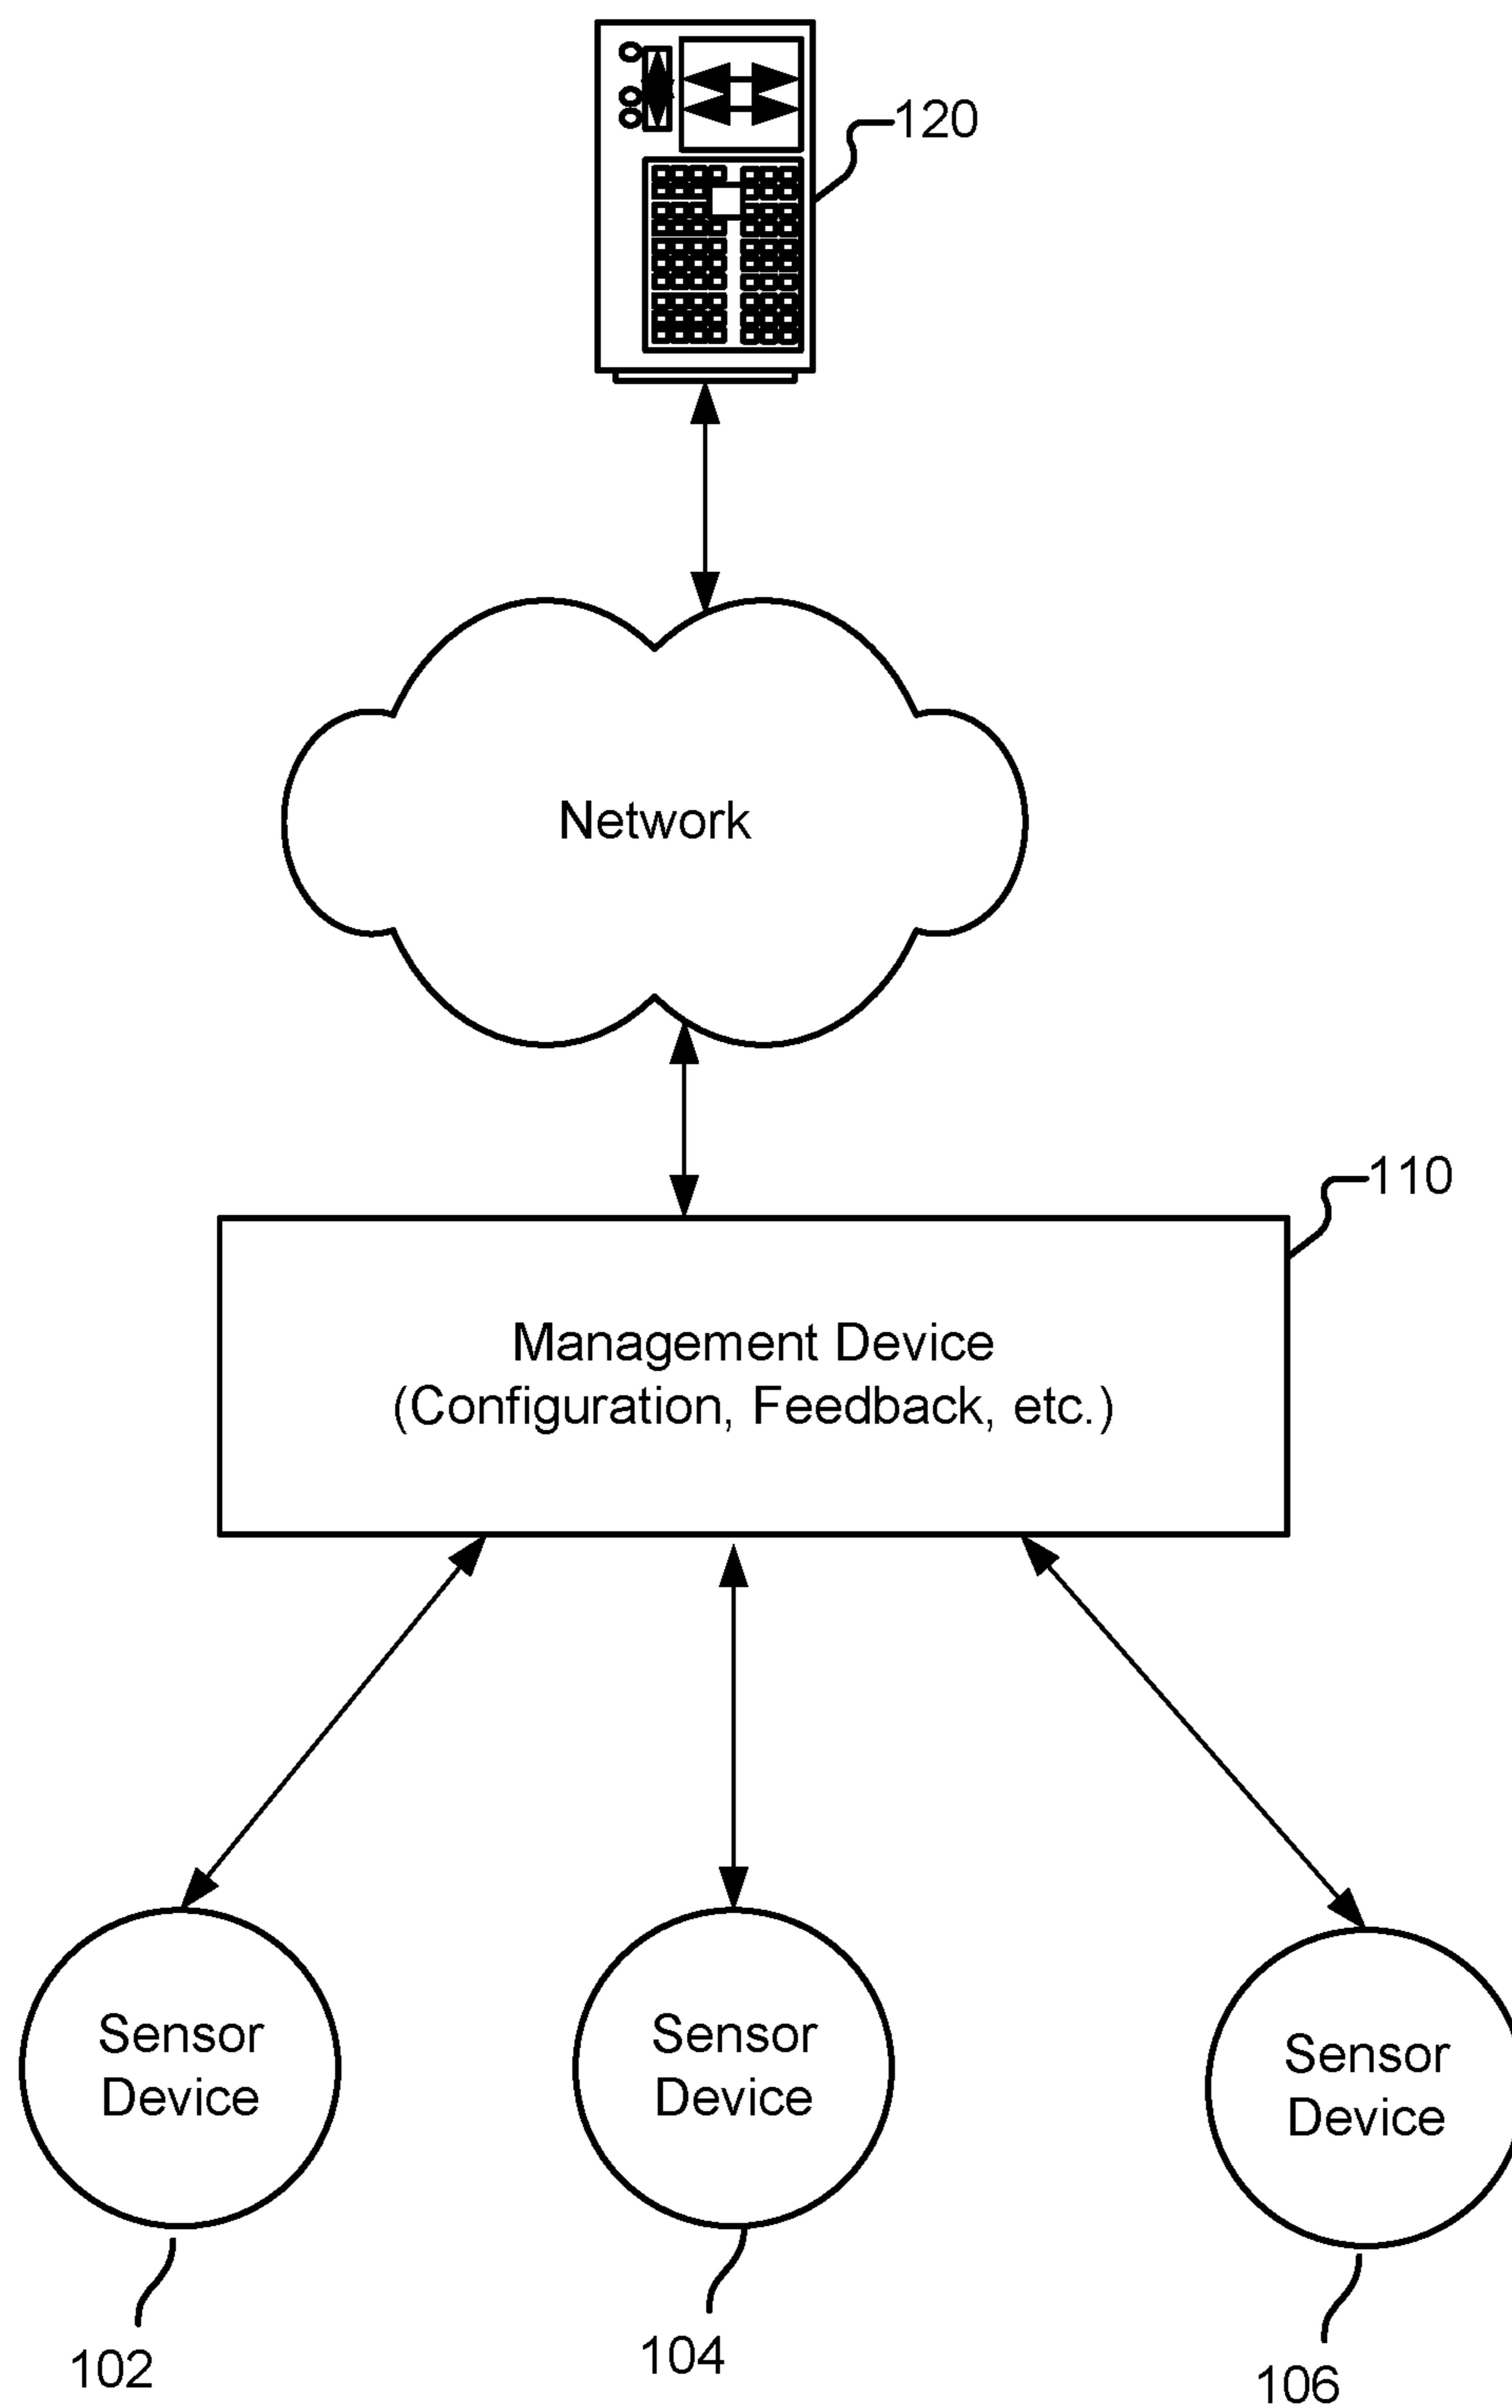 120
Network
110
Management Device
(Configuration, Feedback, etc.)
Sensor
Device
Sensor
Device
Sensor
Device
102
104
106